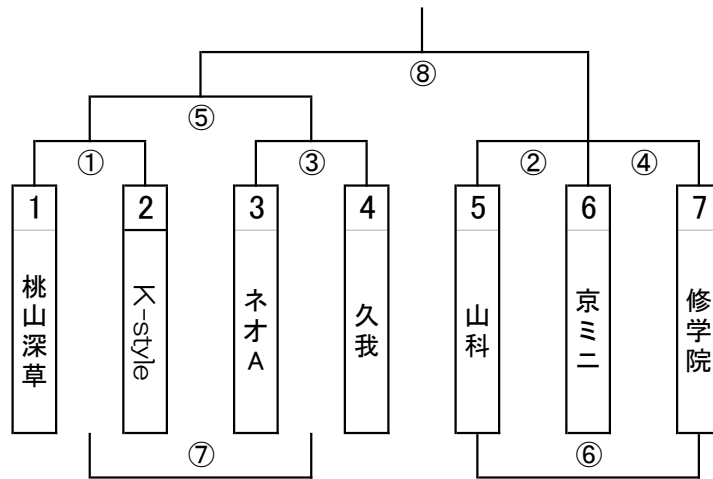 ⑧
⑤
① ③ ② ④
1 2 3 4 5 6 7
桃山深草
K-style
ネオA
久我
山科
京ミニ
修学院
⑦ ⑥